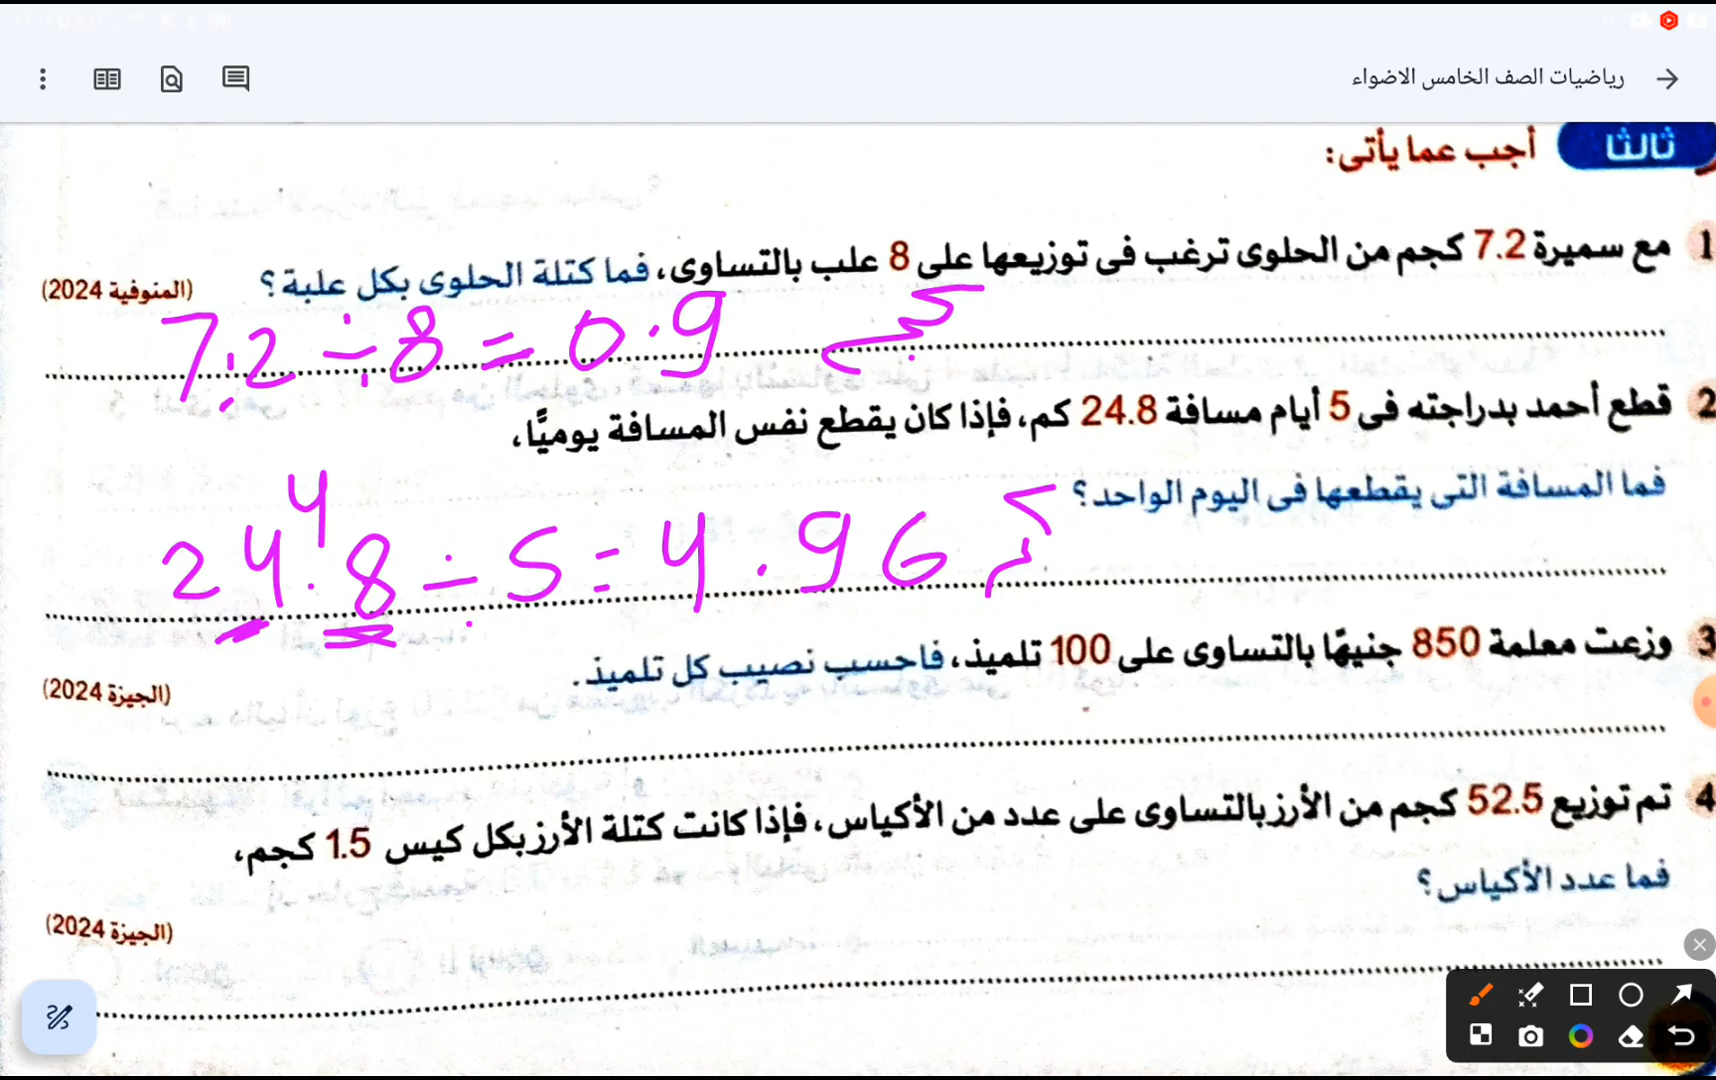 رياضيات الصف الخامس الاضواء
ثالثا أجب عما يأتى:
1 مع سميرة 7.2 كجم من الحلوى ترغب فى توزيعها على 8 علب بالتساوى، فما كتلة الحلوى بكل علبة؟ (المنوفية 2024)
7.2 ÷ 8 = 0.9 كجم
2 قطع أحمد بدراجته فى 5 أيام مسافة 24.8 كم، فإذا كان يقطع نفس المسافة يوميًّا،
فما المسافة التى يقطعها فى اليوم الواحد؟
4
24.8 ÷ 5 = 4.96 كم
3 وزعت معلمة 850 جنيهًا بالتساوى على 100 تلميذ، فاحسب نصيب كل تلميذ. (الجيزة 2024)
4 تم توزيع 52.5 كجم من الأرز بالتساوى على عدد من الأكياس، فإذا كانت كتلة الأرز بكل كيس 1.5 كجم،
فما عدد الأكياس؟ (الجيزة 2024)